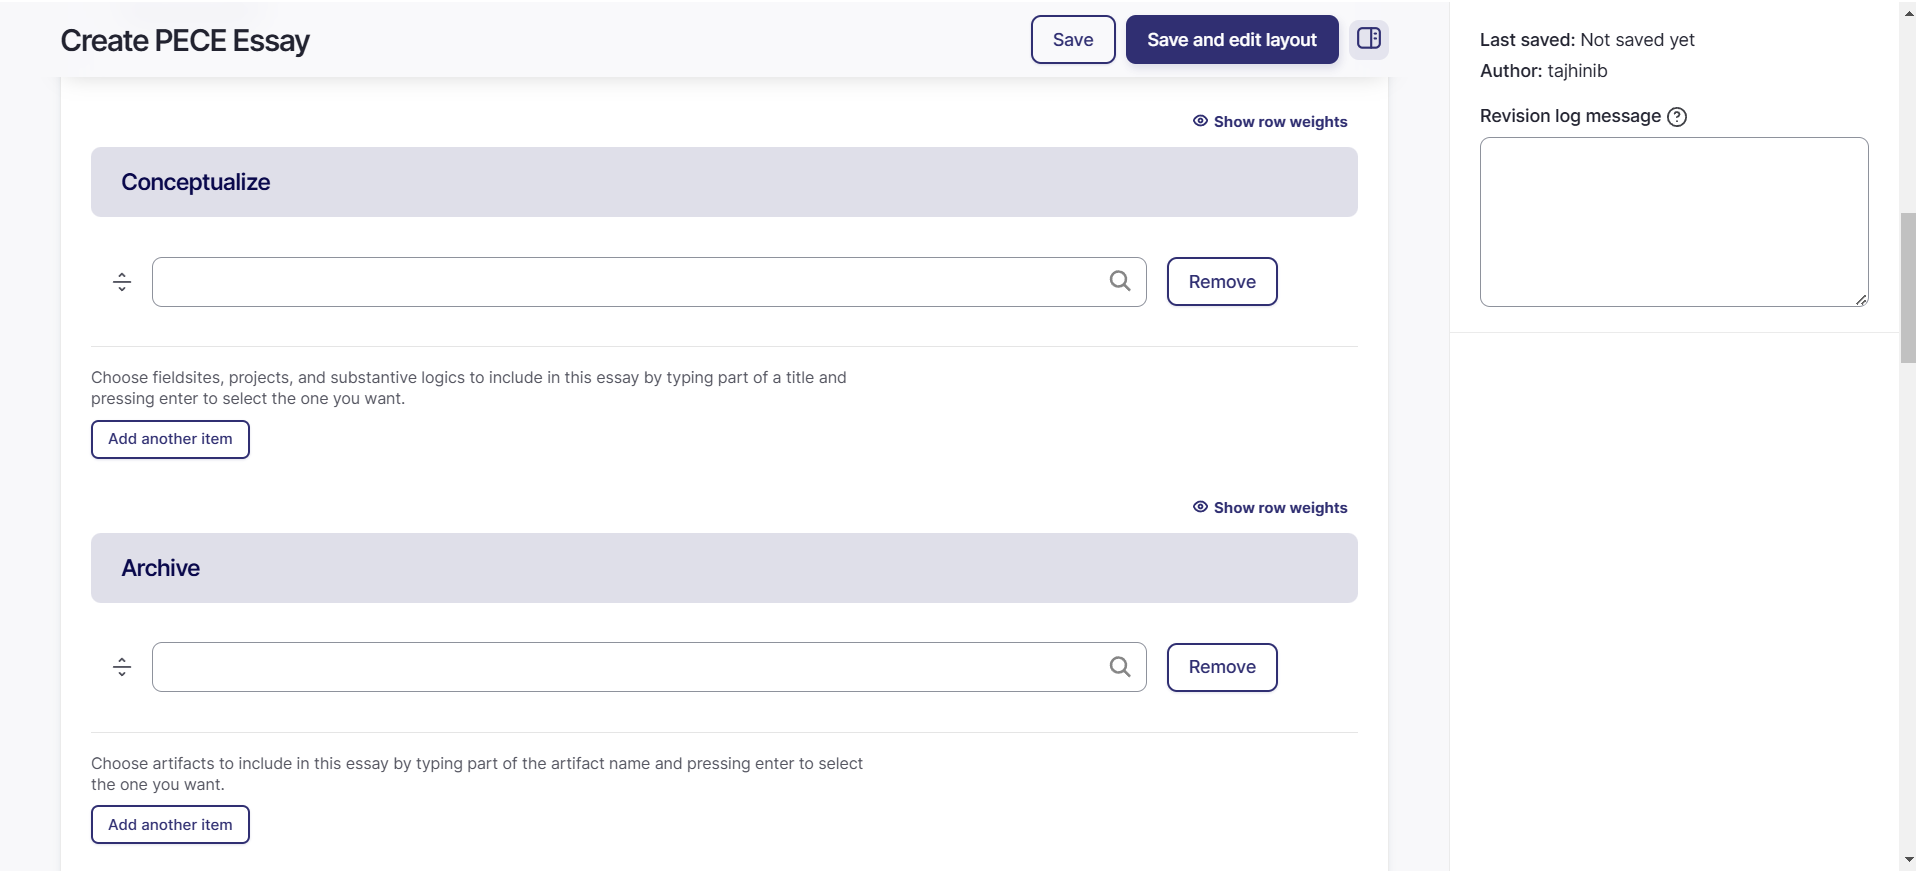 Create PECE Essay
Save
Save and edit layout
Last saved: Not saved yet
Author: tajhinib
Revision log message
Show row weights
Conceptualize
Remove
Choose fieldsites, projects, and substantive logics to include in this essay by typing part of a title and
pressing enter to select the one you want.
Add another item
Show row weights
Archive
Remove
Choose artifacts to include in this essay by typing part of the artifact name and pressing enter to select
the one you want.
Add another item